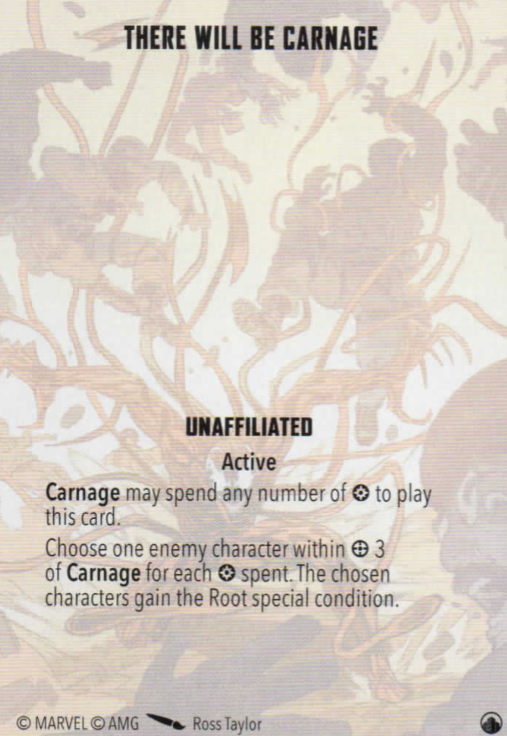 THERE WILL BE CARNAGE
UNAFFILIATED
Active
Carnage may spend any number of to play
this card.
Choose one enemy character within 3
of Carnage for each spent. The chosen
characters gain the Root special condition.
© MARVEL © AMG Ross Taylor